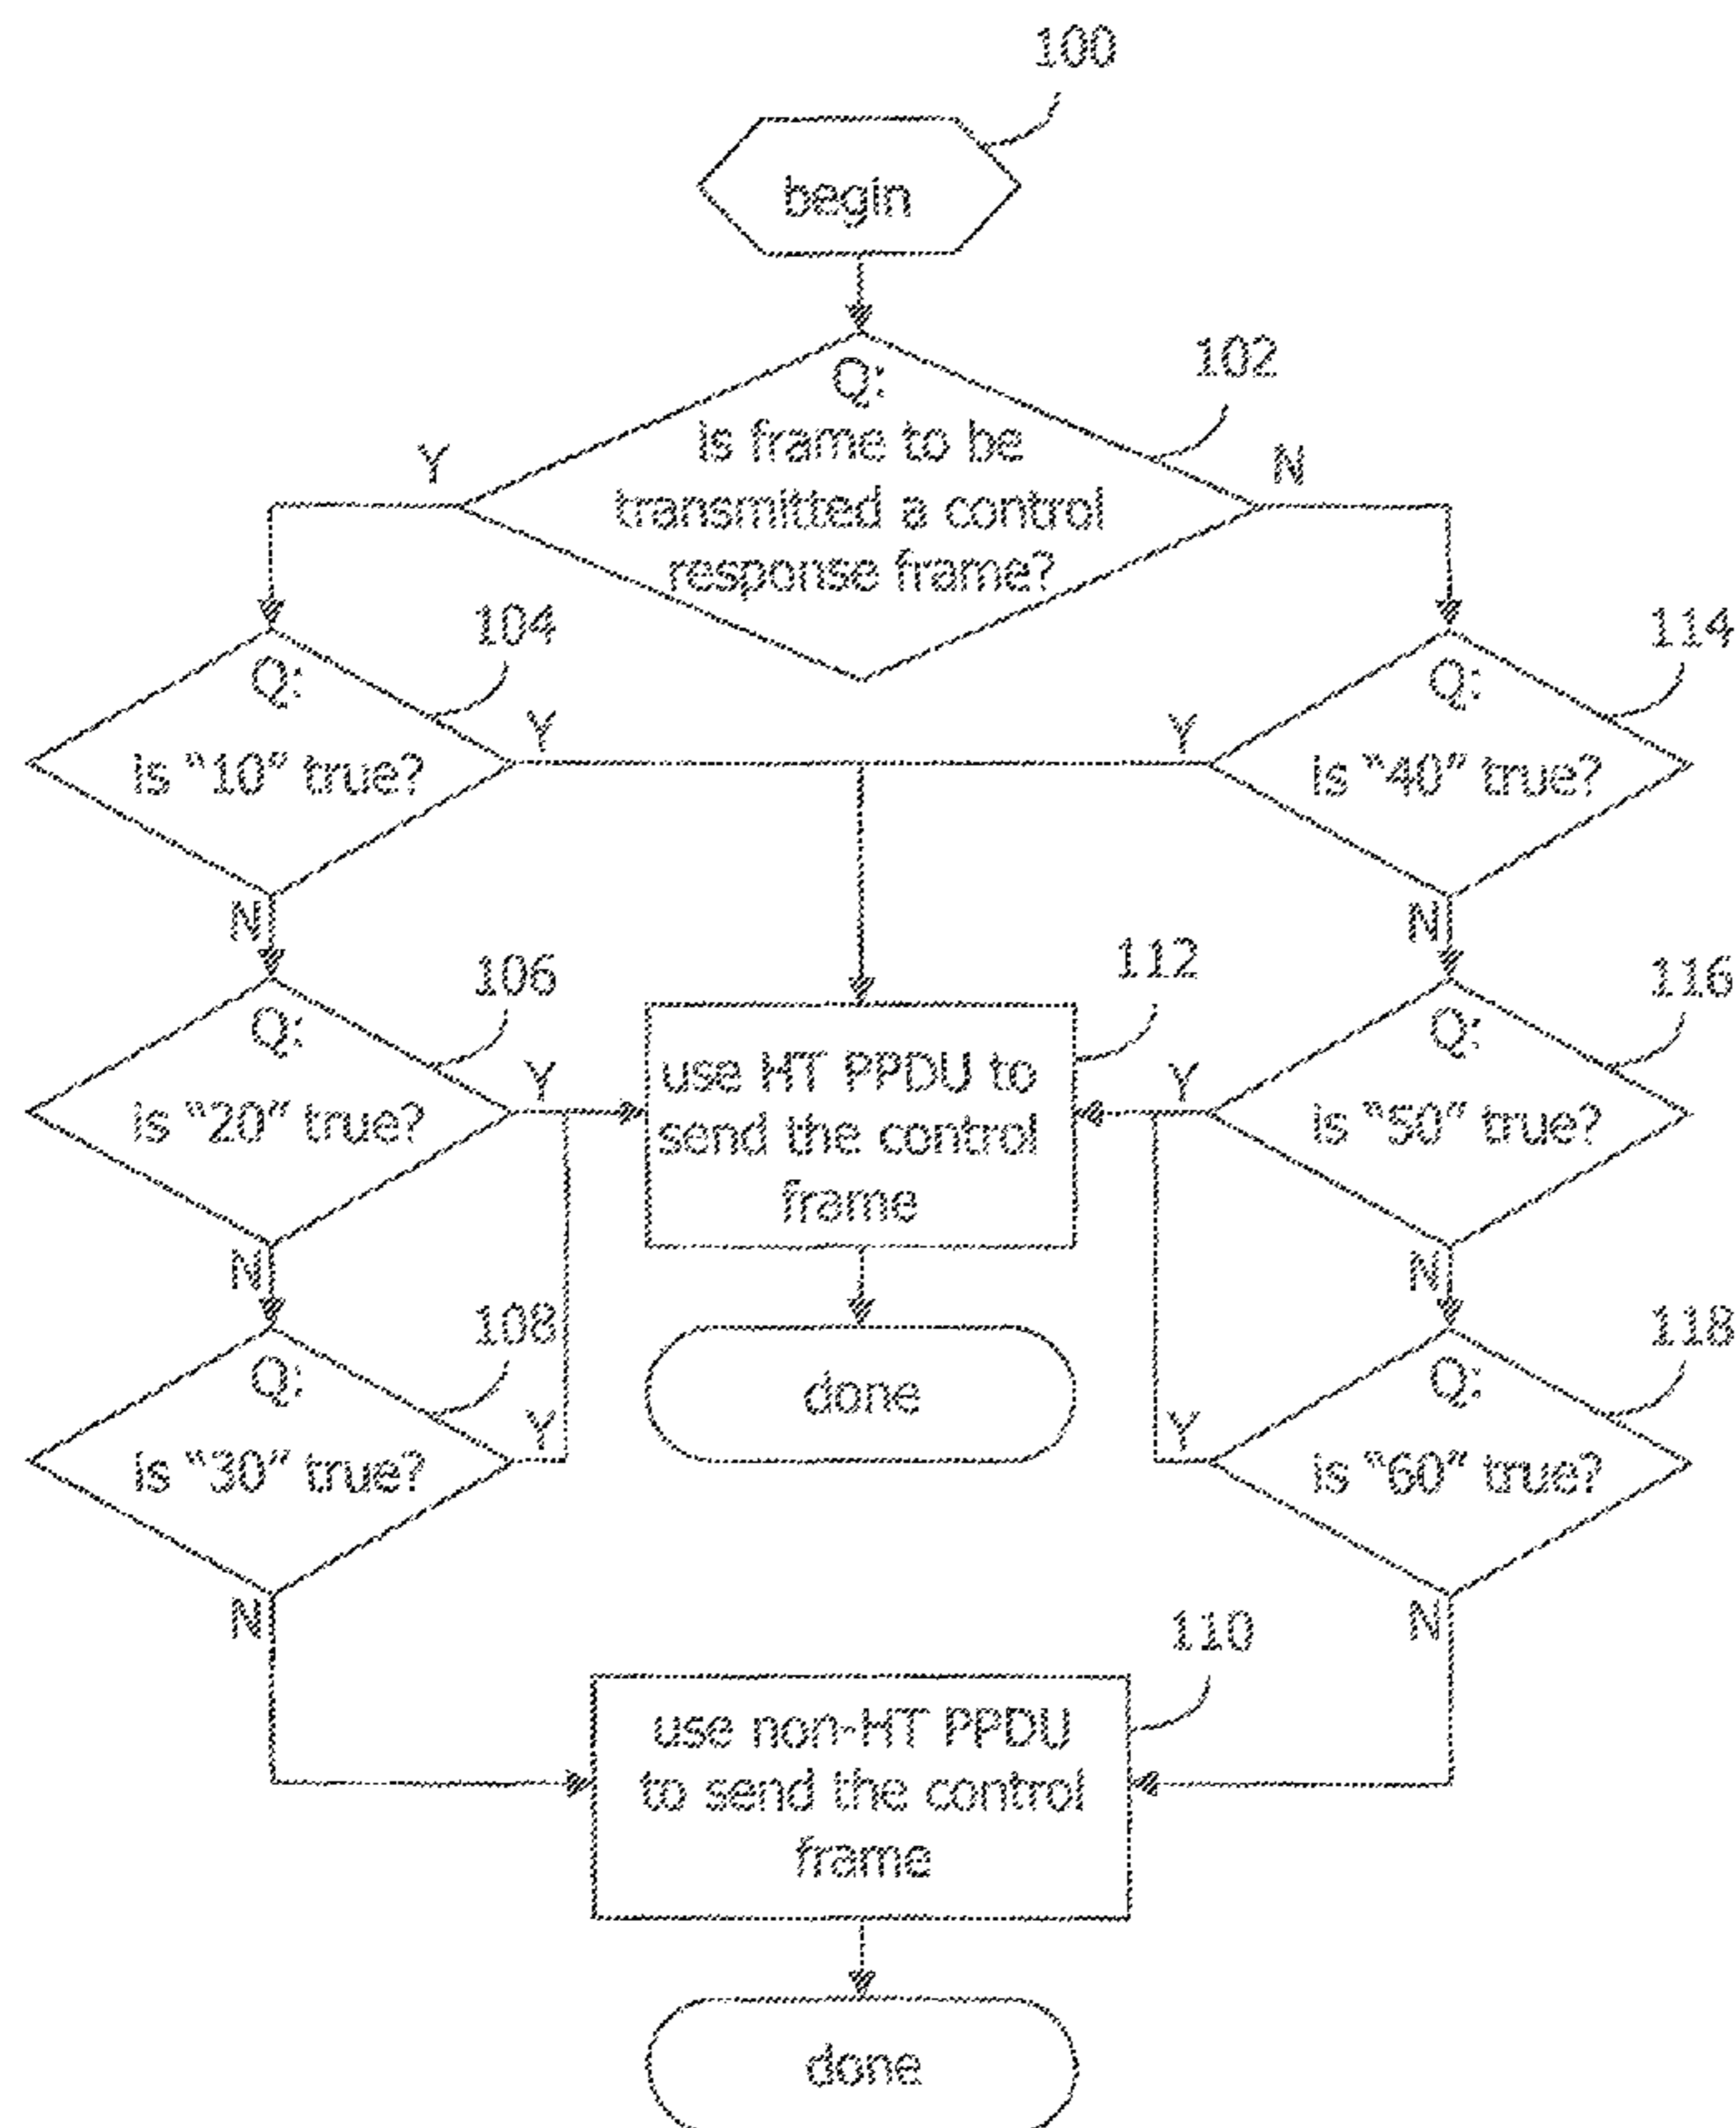 100
begin
102
Q:
is frame to be
transmitted a control
response frame?
Y
N
104
Q:
is "10" true?
Y
N
114
Q:
is "40" true?
Y
N
106
Q:
is "20" true?
Y
N
112
use HT PPDU to
send the control
frame
116
Q:
is "50" true?
Y
N
108
Q:
is "30" true?
Y
N
done
118
Q:
is "60" true?
Y
N
110
use non-HT PPDU
to send the control
frame
done